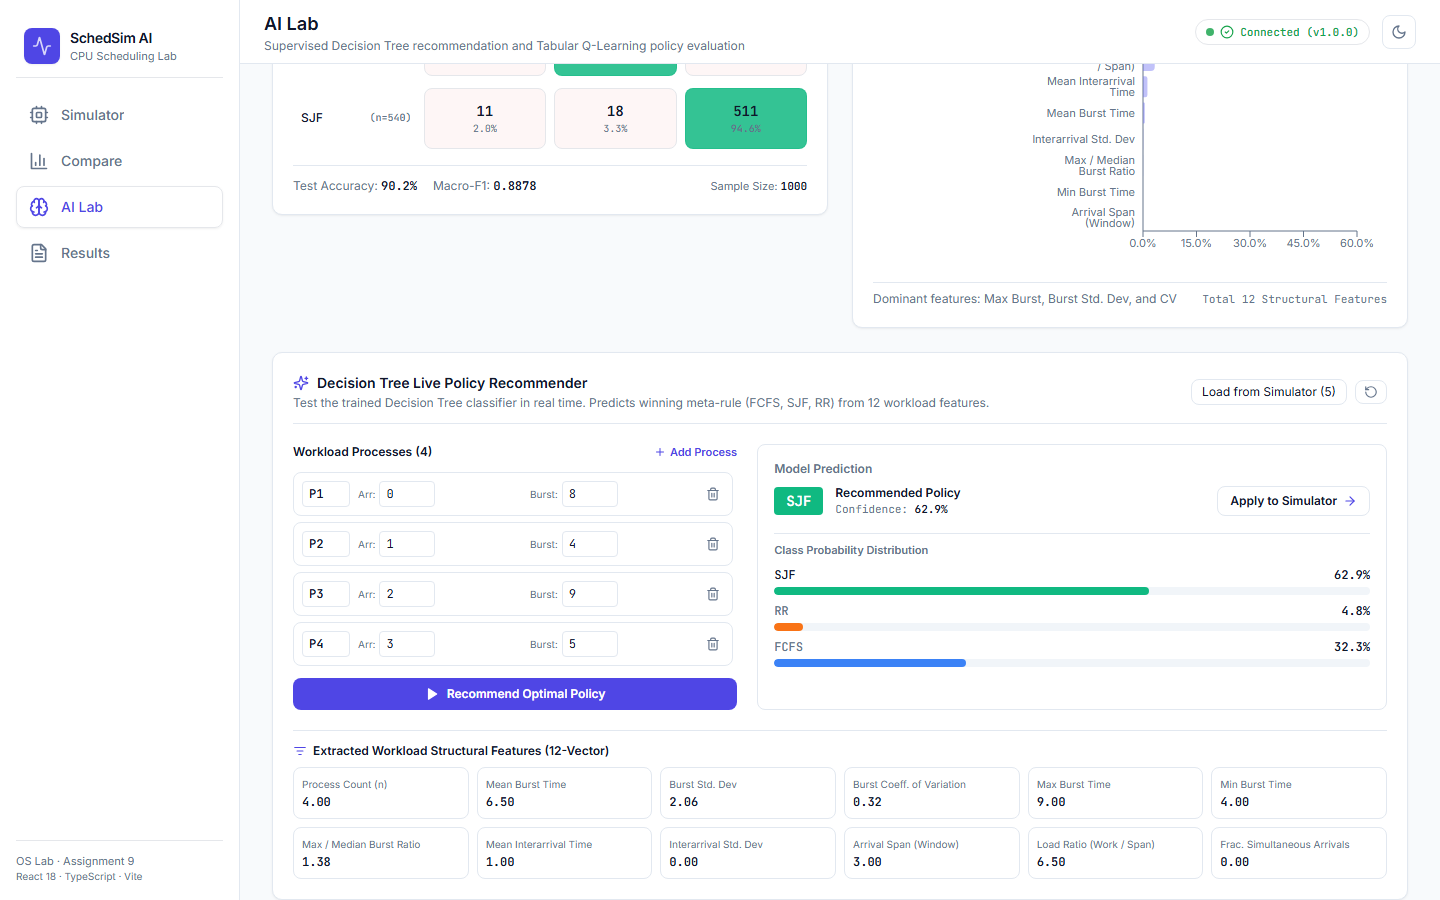 SchedSim AI
CPU Scheduling Lab
Simulator
Compare
AI Lab
Results
OS Lab · Assignment 9
React 18 · TypeScript · Vite
AI Lab
Supervised Decision Tree recommendation and Tabular Q-Learning policy evaluation
Connected (v1.0.0)
SJF (n=540) 11 18 511
2.0% 3.3% 94.6%
Test Accuracy: 90.2% Macro-F1: 0.8878 Sample Size: 1000
/ Span)
Mean Interarrival
Time
Mean Burst Time
Interarrival Std. Dev
Max / Median
Burst Ratio
Min Burst Time
Arrival Span
(Window)
0.0% 15.0% 30.0% 45.0% 60.0%
Dominant features: Max Burst, Burst Std. Dev, and CV Total 12 Structural Features
Decision Tree Live Policy Recommender
Test the trained Decision Tree classifier in real time. Predicts winning meta-rule (FCFS, SJF, RR) from 12 workload features.
Load from Simulator (5)
Workload Processes (4) + Add Process
P1 Arr: 0 Burst: 8
P2 Arr: 1 Burst: 4
P3 Arr: 2 Burst: 9
P4 Arr: 3 Burst: 5
Recommend Optimal Policy
Model Prediction
SJF
Recommended Policy
Confidence: 62.9%
Apply to Simulator
Class Probability Distribution
SJF 62.9%
RR 4.8%
FCFS 32.3%
Extracted Workload Structural Features (12-Vector)
Process Count (n) Mean Burst Time Burst Std. Dev Burst Coeff. of Variation Max Burst Time Min Burst Time
4.00 6.50 2.06 0.32 9.00 4.00
Max / Median Burst Ratio Mean Interarrival Time Interarrival Std. Dev Arrival Span (Window) Load Ratio (Work / Span) Frac. Simultaneous Arrivals
1.38 1.00 0.00 3.00 6.50 0.00